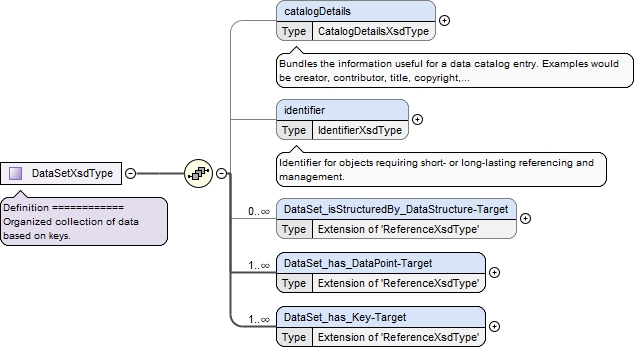 catalogDetails
Type CatalogDetailsXsdType
Bundles the information useful for a data catalog entry. Examples would
be creator, contributor, title, copyright,...
identifier
Type IdentifierXsdType
Identifier for objects requiring short- or long-lasting referencing and
management.
DataSetXsdType
Definition ============
Organized collection of data
based on keys.
0..∞
DataSet_isStructuredBy_DataStructure-Target
Type Extension of 'ReferenceXsdType'
1..∞
DataSet_has_DataPoint-Target
Type Extension of 'ReferenceXsdType'
1..∞
DataSet_has_Key-Target
Type Extension of 'ReferenceXsdType'